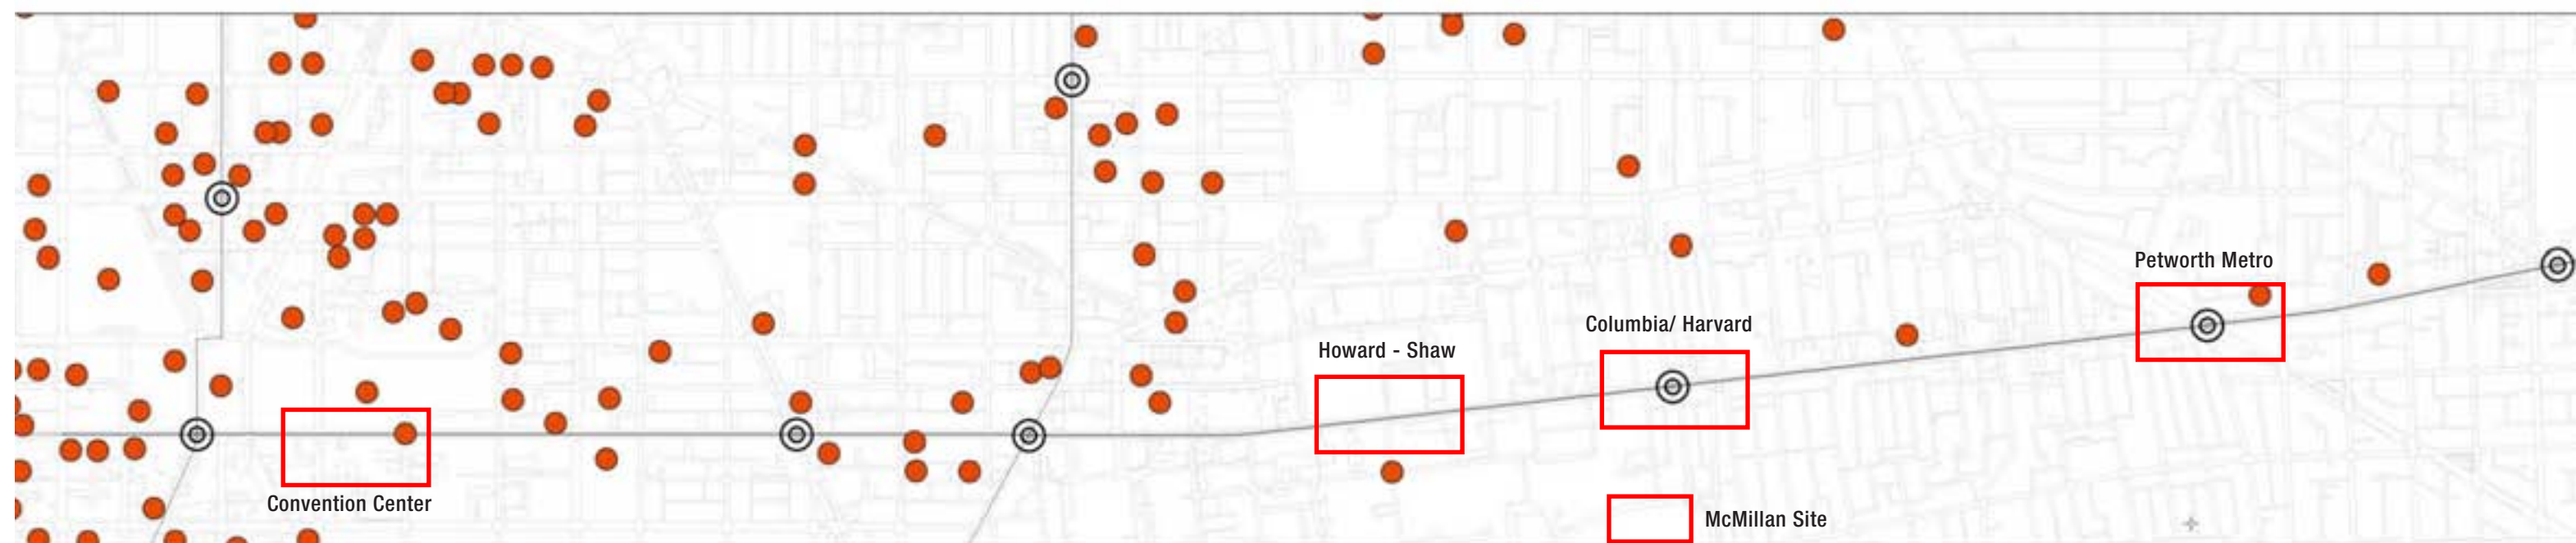 Petworth Metro
Columbia/ Harvard
Howard - Shaw
Convention Center
McMillan Site